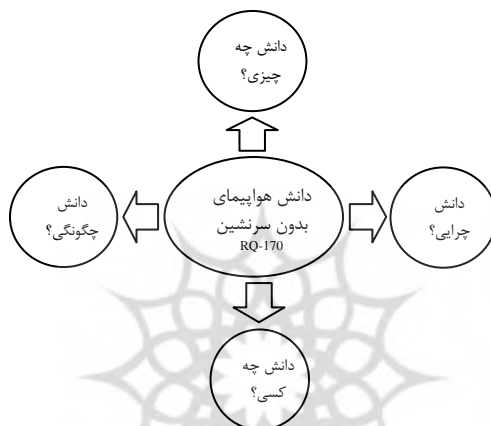 دانش چه
چیزی؟
دانش
چگونگی؟
دانش هواپیمای
بدون سرنشین
RQ-170
دانش
چرایی؟
دانش چه
کسی؟